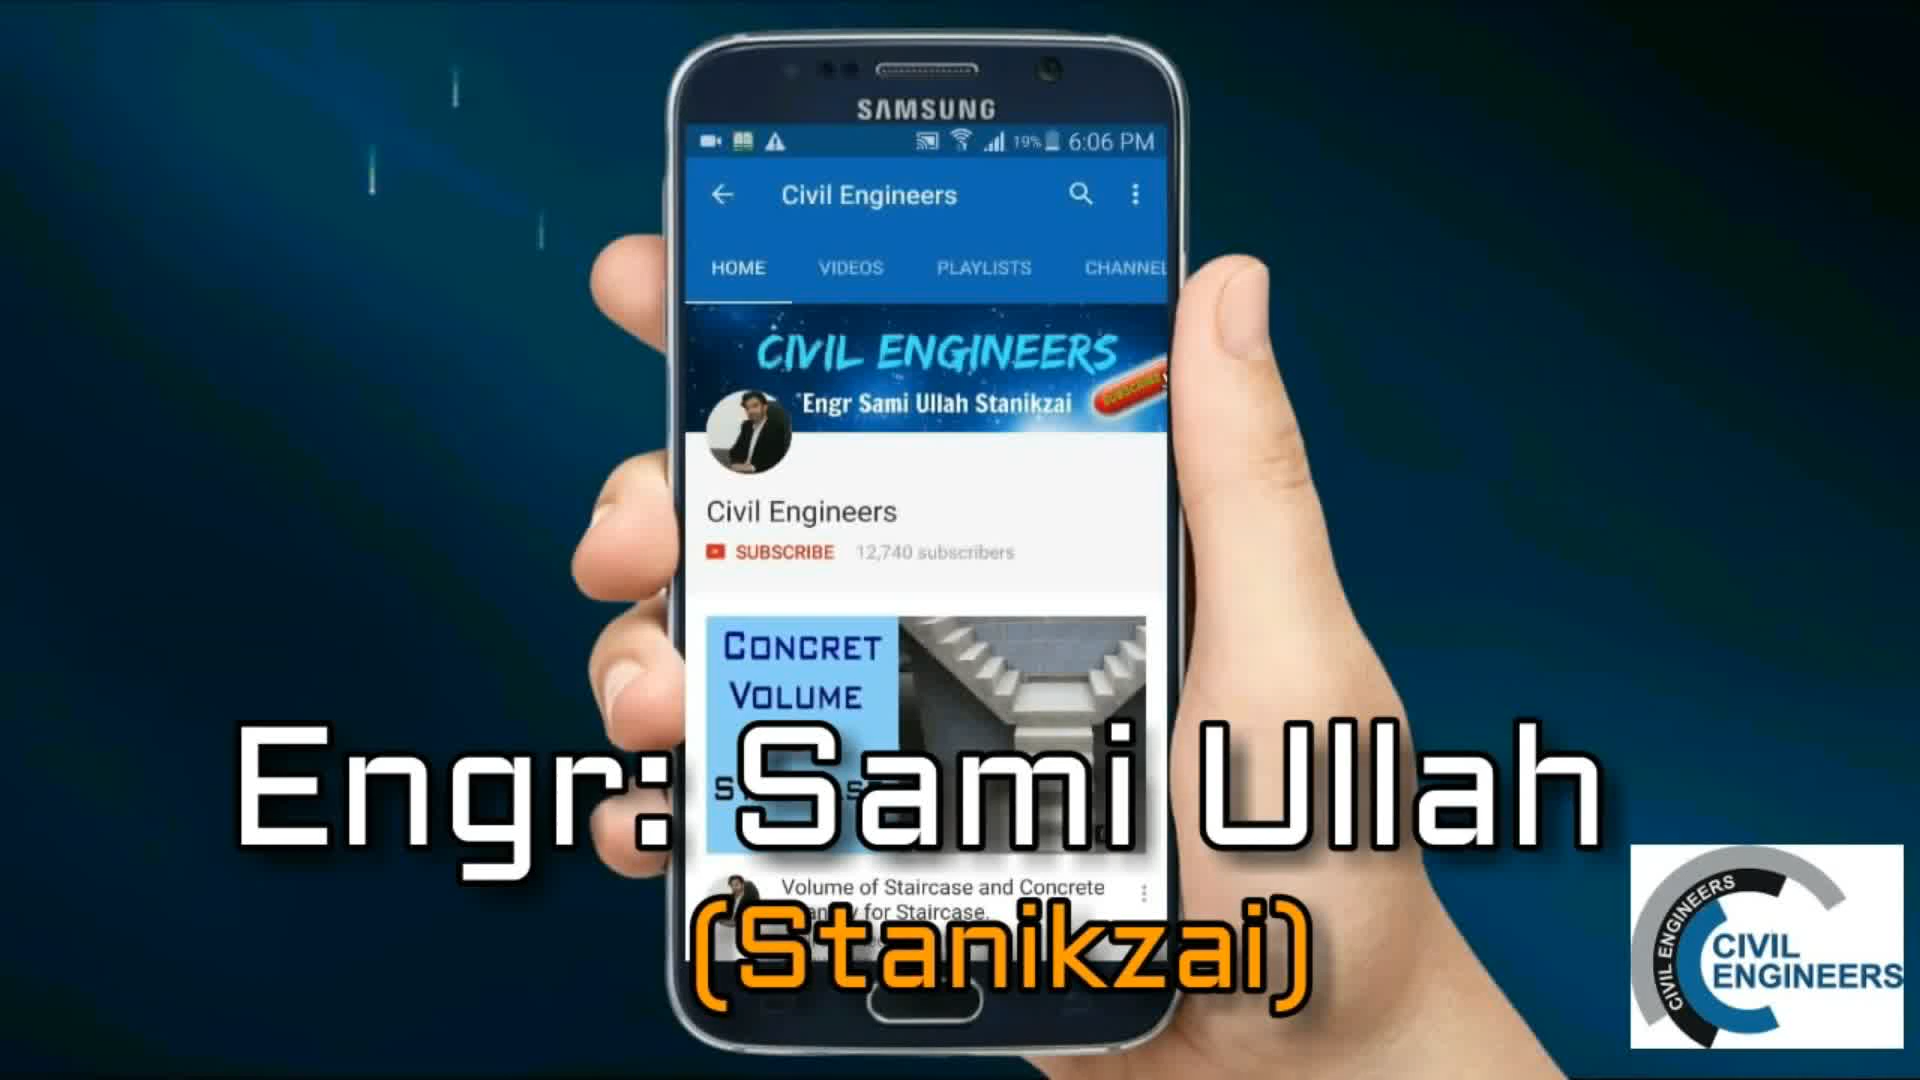 SAMSUNG
19% 6:06 PM
Civil Engineers
HOME VIDEOS PLAYLISTS CHANNEL
CIVIL ENGINEERS
Engr Sami Ullah Stanikzai
SUBSCRIBE
Civil Engineers
SUBSCRIBE 12,740 subscribers
CONCRET
VOLUME
Engr: Sami Ullah
Volume of Staircase and Concrete
for Staircase.
(Stanikzai)
CIVIL ENGINEERS
CIVIL
ENGINEERS